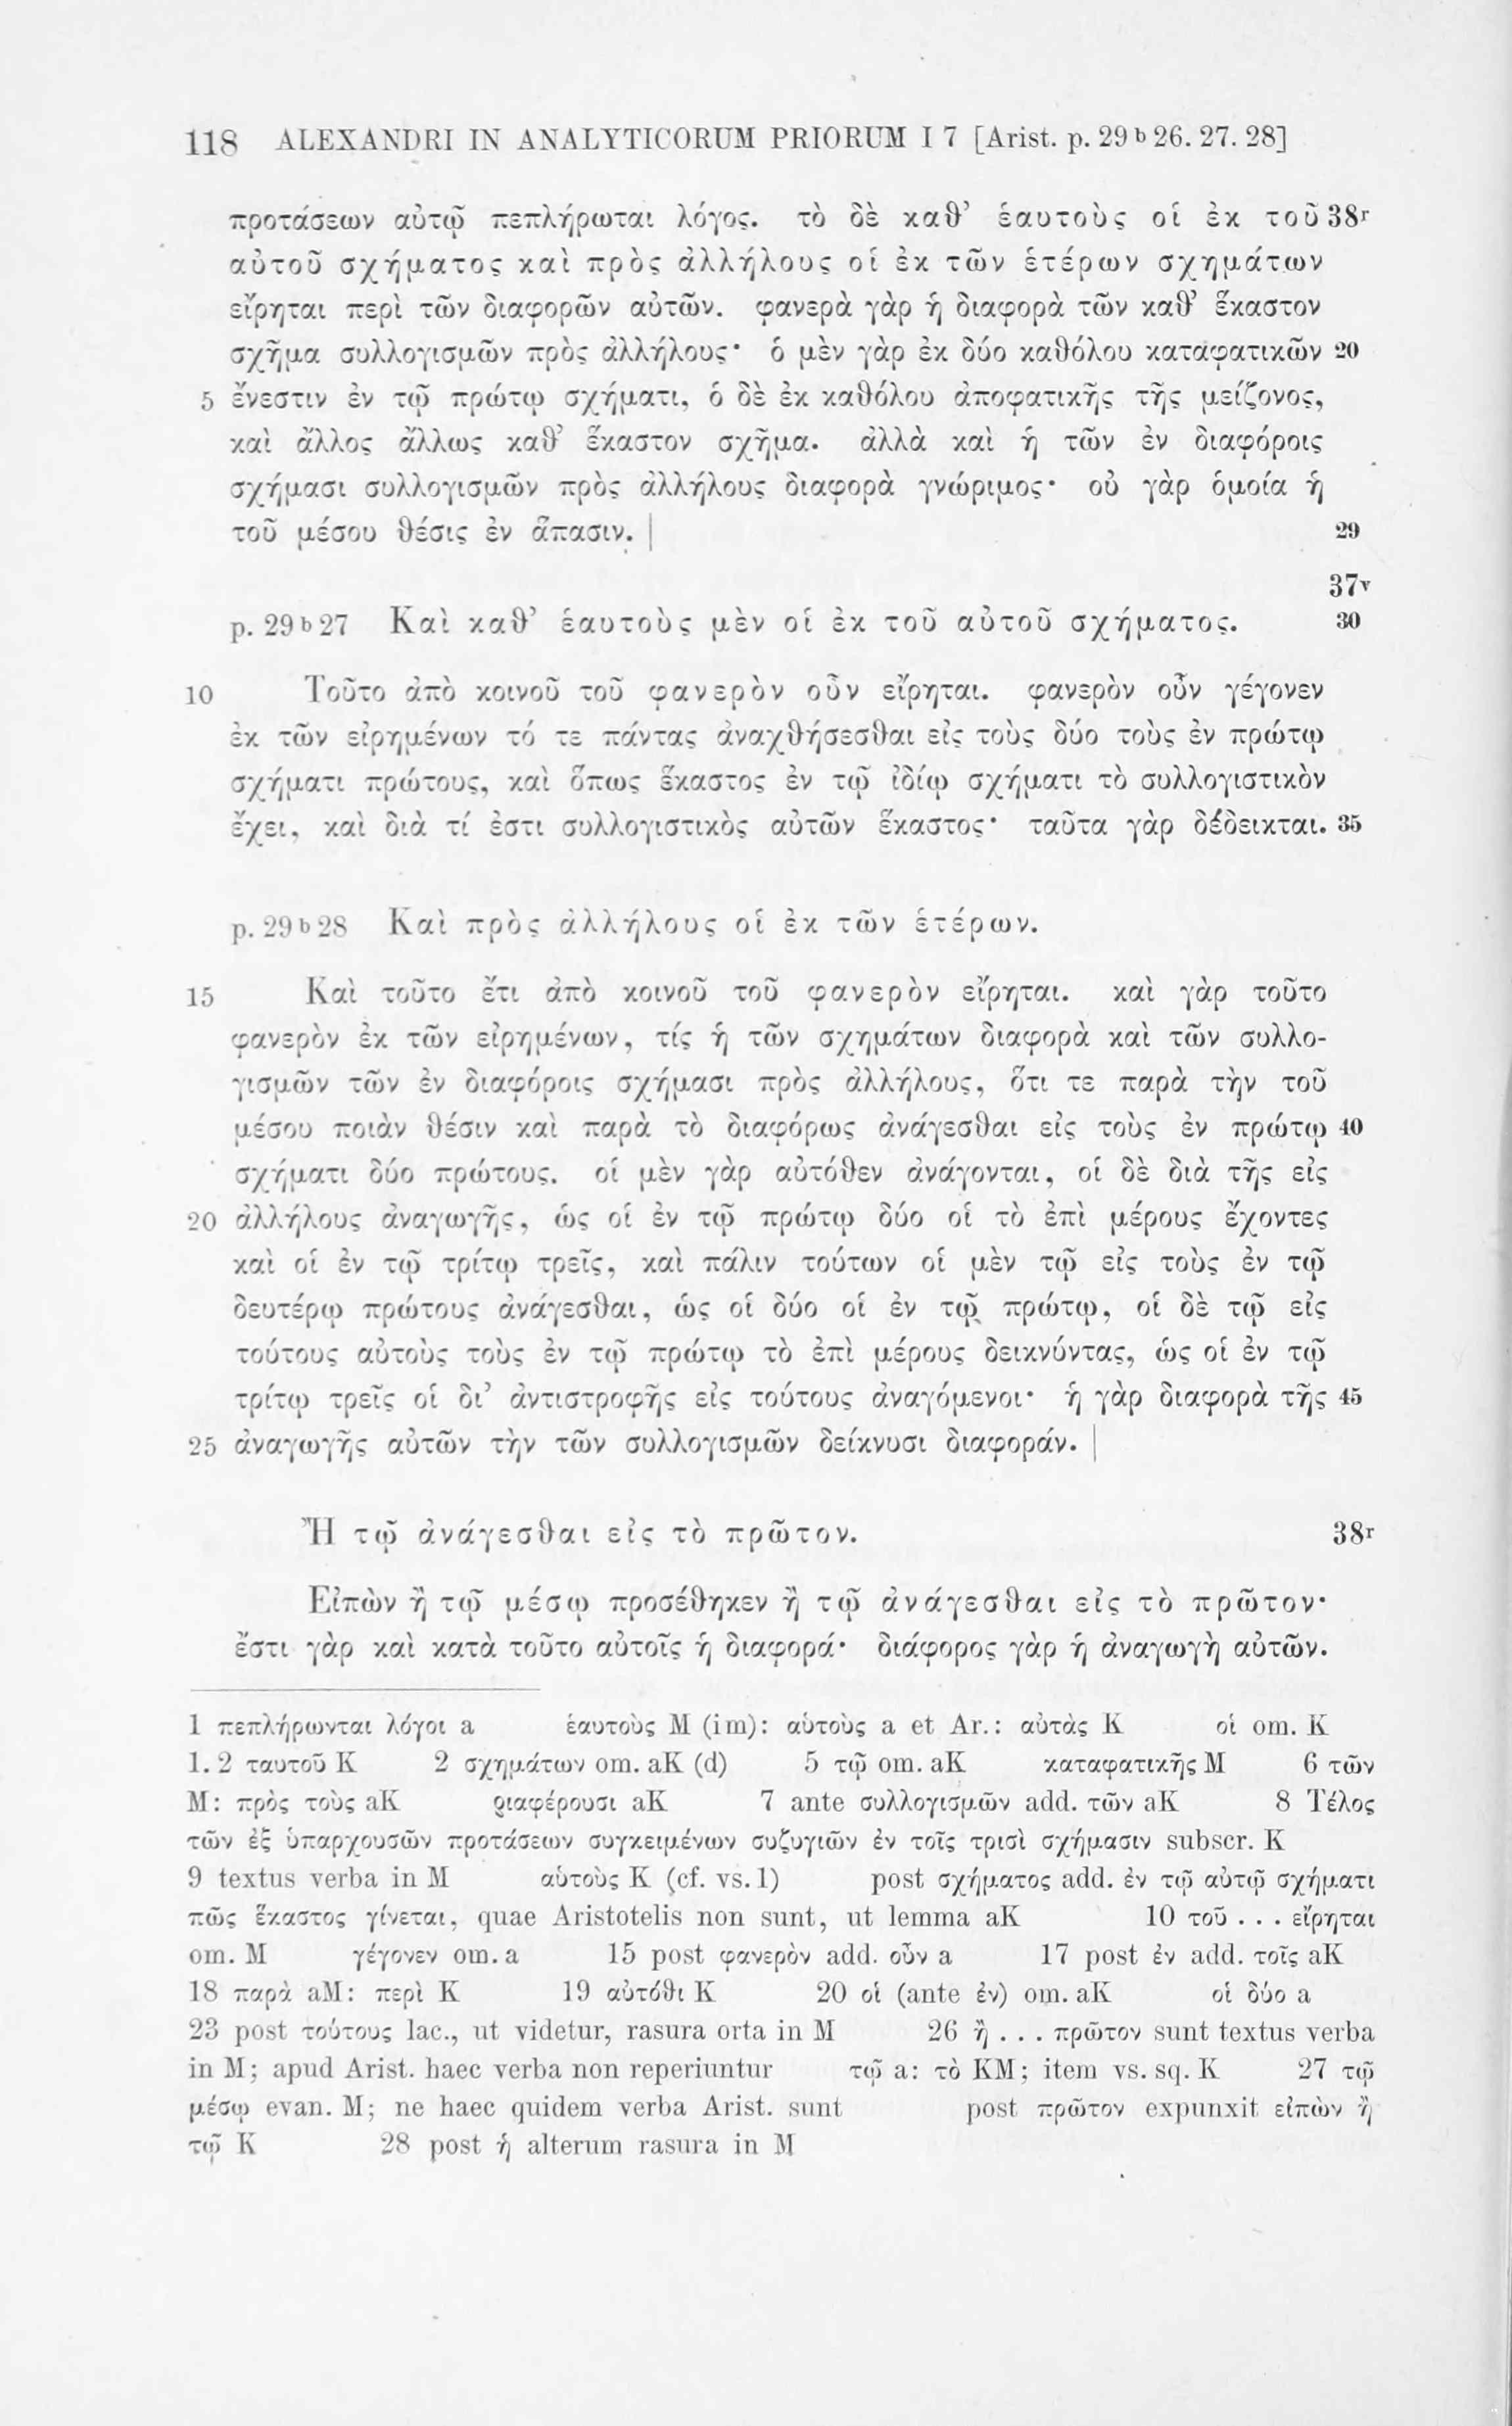 118 ALEXANDRI IN ANALYTICORUM PRIORUM I 7 [Arist. p. 29 b 26. 27. 28]
προτάσεων αὐτῷ πεπλήρωται λόγος. τὸ δὲ καθ’ ἑαυτοὺς οἱ ἐκ τοῦ 38r
αὐτοῦ σχήματος καὶ πρὸς ἀλλήλους οἱ ἐκ τῶν ἑτέρων σχημάτων
εἴρηται περὶ τῶν διαφορῶν αὐτῶν. φανερὰ γὰρ ἡ διαφορὰ τῶν καθ’ ἕκαστον
σχῆμα συλλογισμῶν πρὸς ἀλλήλους· ὁ μὲν γὰρ ἐκ δύο καθόλου καταφατικῶν 20
5 ἔνεστιν ἐν τῷ πρώτῳ σχήματι, ὁ δὲ ἐκ καθόλου ἀποφατικῆς τῆς μείζονος,
καὶ ἄλλος ἄλλως καθ’ ἕκαστον σχῆμα. ἀλλὰ καὶ ἡ τῶν ἐν διαφόροις
σχήμασι συλλογισμῶν πρὸς ἀλλήλους διαφορὰ γνώριμος· οὐ γὰρ ὁμοία ἡ
τοῦ μέσου θέσις ἐν ἅπασιν. | 29
37v
p. 29 b 27 Καὶ καθ’ ἑαυτοὺς μὲν οἱ ἐκ τοῦ αὐτοῦ σχήματος. 30
10 Τοῦτο ἀπὸ κοινοῦ τοῦ φανερὸν οὖν εἴρηται. φανερὸν οὖν γέγονεν
ἐκ τῶν εἰρημένων τό τε πάντας ἀναχθήσεσθαι εἰς τοὺς δύο τοὺς ἐν πρώτῳ
σχήματι πρώτους, καὶ ὅπως ἕκαστος ἐν τῷ ἰδίῳ σχήματι τὸ συλλογιστικὸν
ἔχει, καὶ διὰ τί ἐστι συλλογιστικὸς αὐτῶν ἕκαστος· ταῦτα γὰρ δέδεικται. 35
p. 29 b 28 Καὶ πρὸς ἀλλήλους οἱ ἐκ τῶν ἑτέρων.
15 Καὶ τοῦτο ἔτι ἀπὸ κοινοῦ τοῦ φανερὸν εἴρηται. καὶ γὰρ τοῦτο
φανερὸν ἐκ τῶν εἰρημένων, τίς ἡ τῶν σχημάτων διαφορὰ καὶ τῶν συλλο-
γισμῶν τῶν ἐν διαφόροις σχήμασι πρὸς ἀλλήλους, ὅτι τε παρὰ τὴν τοῦ
μέσου ποιὰν θέσιν καὶ παρὰ τὸ διαφόρως ἀνάγεσθαι εἰς τοὺς ἐν πρώτῳ 40
σχήματι δύο πρώτους. οἱ μὲν γὰρ αὐτόθεν ἀνάγονται, οἱ δὲ διὰ τῆς εἰς
20 ἀλλήλους ἀναγωγῆς, ὡς οἱ ἐν τῷ πρώτῳ δύο οἱ τὸ ἐπὶ μέρους ἔχοντες
καὶ οἱ ἐν τῷ τρίτῳ τρεῖς, καὶ πάλιν τούτων οἱ μὲν τῷ εἰς τοὺς ἐν τῷ
δευτέρῳ πρώτους ἀνάγεσθαι, ὡς οἱ δύο οἱ ἐν τῷ πρώτῳ, οἱ δὲ τῷ εἰς
τούτους αὐτοὺς τοὺς ἐν τῷ πρώτῳ τὸ ἐπὶ μέρους δεικνύντας, ὡς οἱ ἐν τῷ
τρίτῳ τρεῖς οἱ δι’ ἀντιστροφῆς εἰς τούτους ἀναγόμενοι· ἡ γὰρ διαφορὰ τῆς 45
25 ἀναγωγῆς αὐτῶν τὴν τῶν συλλογισμῶν δείκνυσι διαφοράν. |
Ἢ τῷ ἀνάγεσθαι εἰς τὸ πρῶτον. 38r
Εἰπὼν ἢ τῷ μέσῳ προσέθηκεν ἢ τῷ ἀνάγεσθαι εἰς τὸ πρῶτον·
ἔστι γὰρ καὶ κατὰ τοῦτο αὐτοῖς ἡ διαφορά· διάφορος γὰρ ἡ ἀναγωγὴ αὐτῶν.
1 πεπλήρωνται λόγοι a ἑαυτοὺς M (im): αὑτοὺς a et Ar.: αὐτὰς K οἱ om. K
1. 2 ταυτοῦ K 2 σχημάτων om. aK (d) 5 τῷ om. aK καταφατικῆς M 6 τῶν
M: πρὸς τοὺς aK διαφέρουσι aK 7 ante συλλογισμῶν add. τῶν aK 8 Τέλος
τῶν ἐξ ὑπαρχουσῶν προτάσεων συγκειμένων συζυγιῶν ἐν τοῖς τρισὶ σχήμασιν subscr. K
9 textus verba in M αὑτοὺς K (cf. vs. 1) post σχήματος add. ἐν τῷ αὐτῷ σχήματι
πῶς ἕκαστος γίνεται, quae Aristotelis non sunt, ut lemma aK 10 τοῦ . . . εἴρηται
om. M γέγονεν om. a 15 post φανερὸν add. οὖν a 17 post ἐν add. τοῖς aK
18 παρὰ aM: περὶ K 19 αὐτόθι K 20 οἱ (ante ἐν) om. aK οἱ δύο a
23 post τούτους lac., ut videtur, rasura orta in M 26 ἢ . . . πρῶτον sunt textus verba
in M; apud Arist. haec verba non reperiuntur τῷ a: τὸ KM; item vs. sq. K 27 τῷ
μέσῳ evan. M; ne haec quidem verba Arist. sunt post πρῶτον expunxit εἰπὼν ἢ
τῷ K 28 post ἡ alterum rasura in M